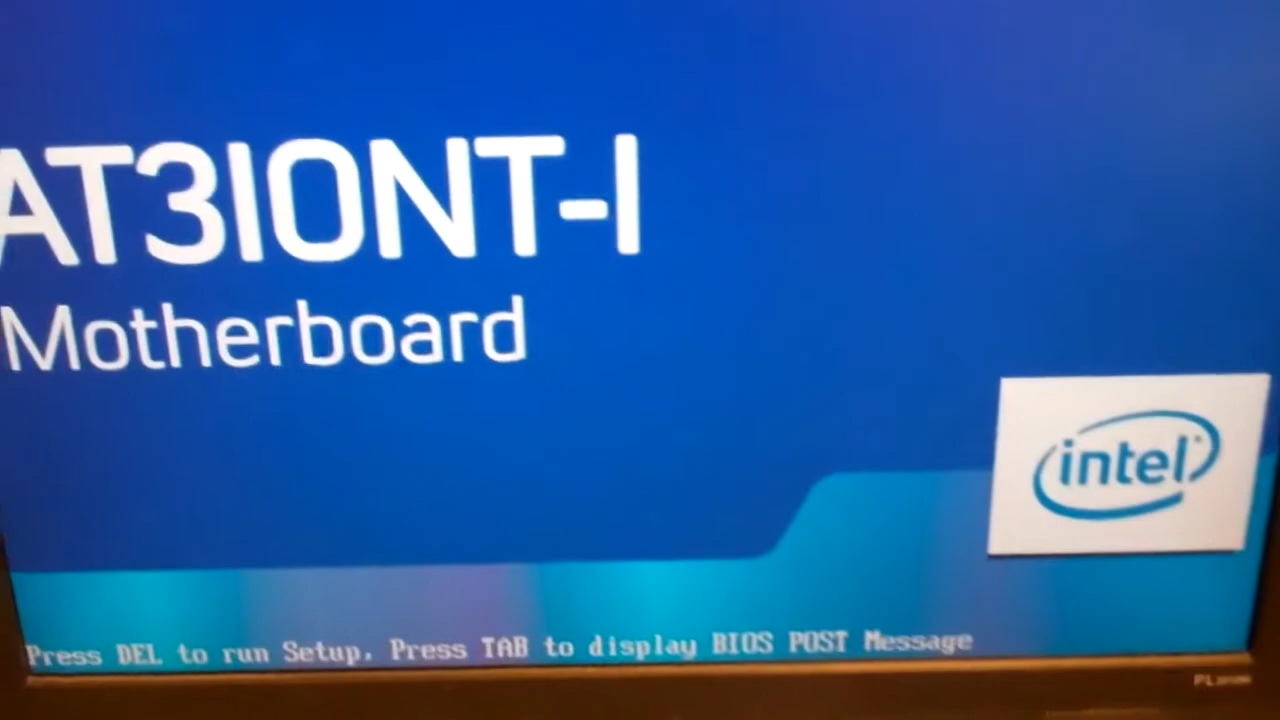 AT3IONT-I
Motherboard
intel
Press DEL to run Setup. Press TAB to display BIOS POST Message